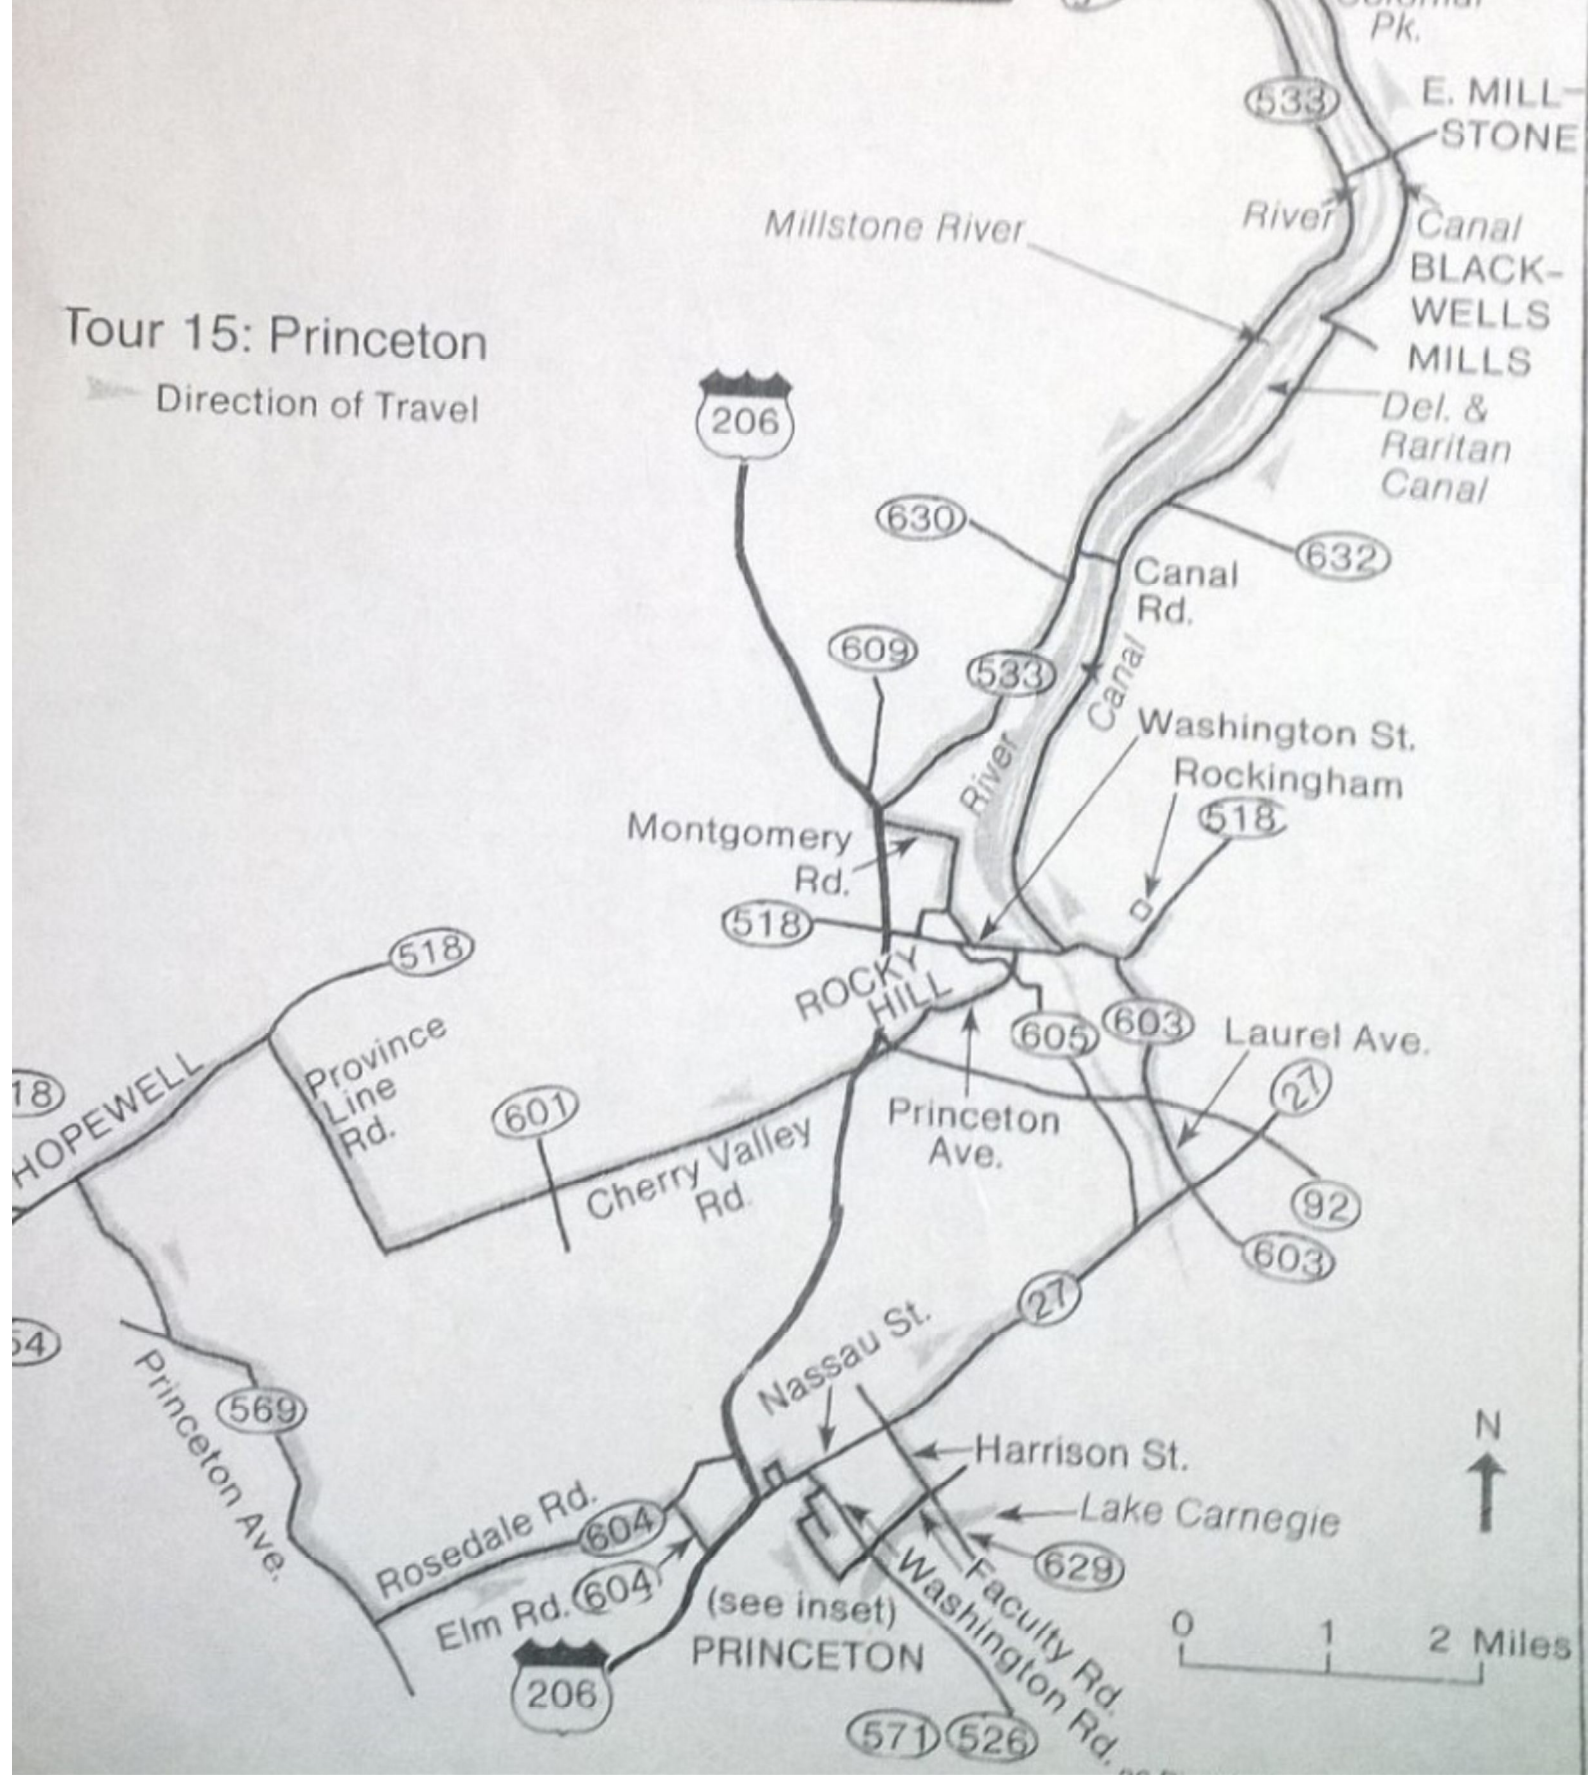 Pk.
533
E. MILL-
STONE
Millstone River
River
Canal
BLACK-
WELLS
MILLS
Tour 15: Princeton
Direction of Travel
206
Del. &
Raritan
Canal
630
632
Canal
Rd.
609
533
Canal
Washington St.
River
Rockingham
518
Montgomery
Rd.
518
518
ROCKY
HILL
605
603
Laurel Ave.
27
Province
Line
Rd.
18
HOPEWELL
601
Princeton
Ave.
Cherry Valley
Rd.
92
603
27
Nassau St.
54
Princeton Ave.
569
N
Harrison St.
Lake Carnegie
Rosedale Rd.
604
629
Elm Rd.
604
(see inset)
PRINCETON
Faculty Rd.
Washington Rd.
0 1 2 Miles
206
571
526